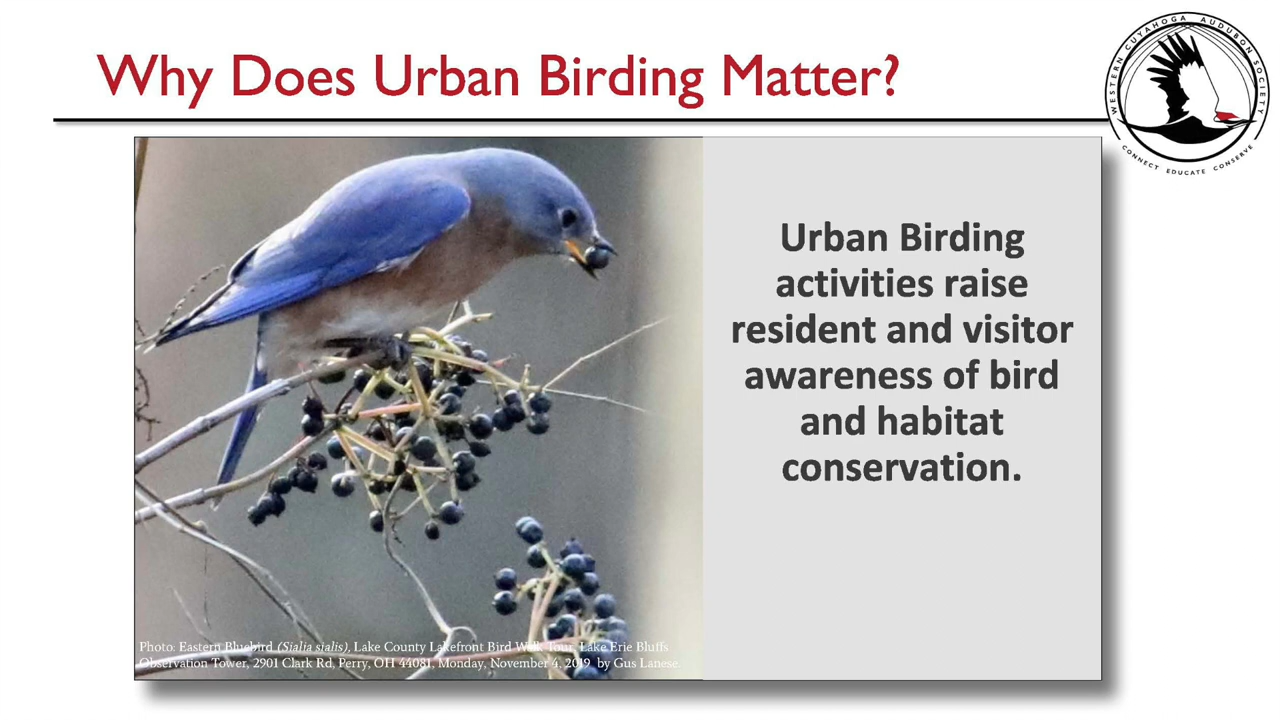 Why Does Urban Birding Matter?
WESTERN CUYAHOGA AUDUBON SOCIETY
CONNECT EDUCATE CONSERVE
Urban Birding
activities raise
resident and visitor
awareness of bird
and habitat
conservation.
Photo: Eastern Bluebird (Sialia sialis), Lake County Lakefront Bird Walk Tour, Lake Erie Bluffs
Observation Tower, 2901 Clark Rd, Perry, OH 44081, Monday, November 4, 2019 by Gus Lanese.